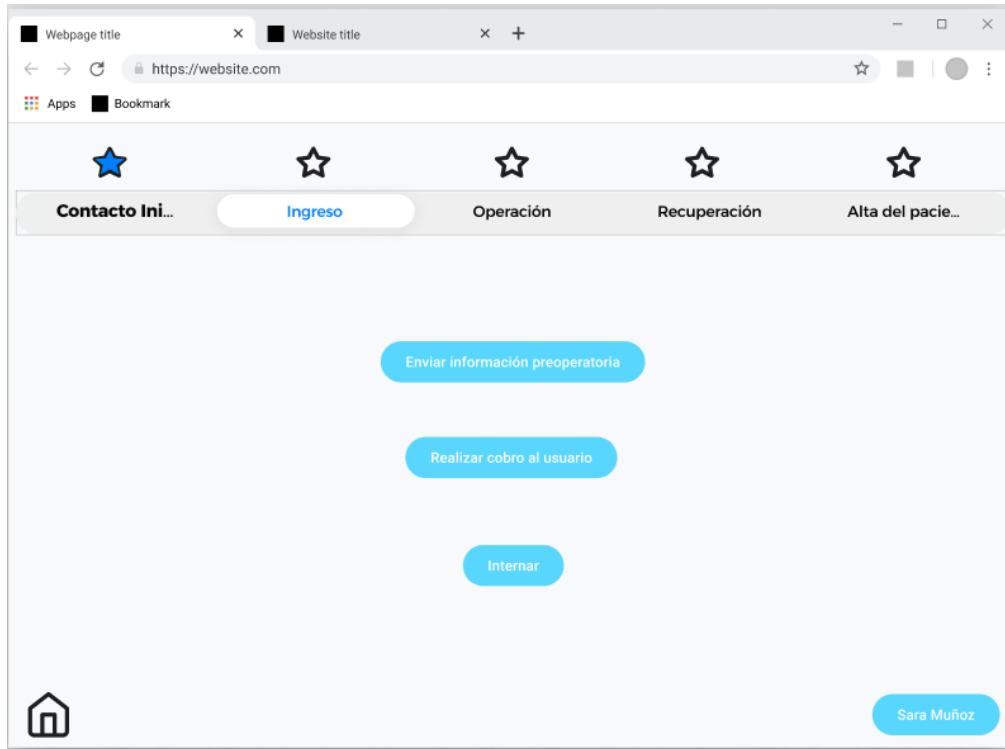 Webpage title
Website title
https://website.com
Apps
Bookmark
Contacto Ini...
Ingreso
Operación
Recuperación
Alta del pacie...
Enviar información preoperatoria
Realizar cobro al usuario
Internar
Sara Muñoz